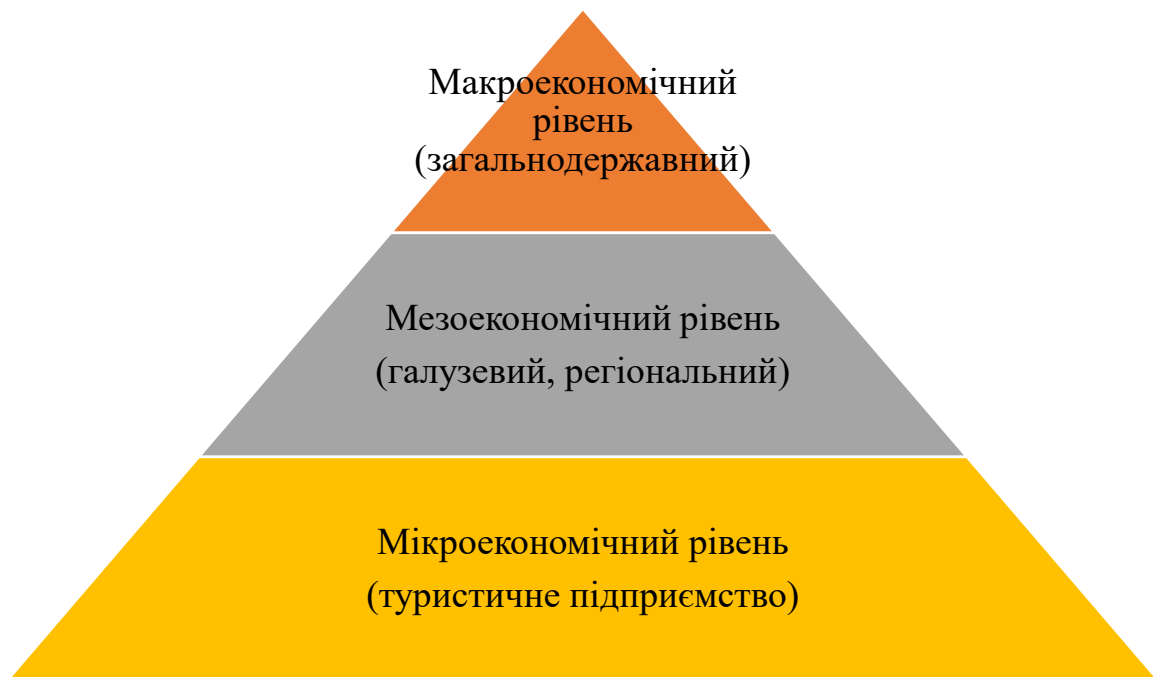 Макроекономічний
рівень
(загальнодержавний)
Мезоекономічний рівень
(галузевий, регіональний)
Мікроекономічний рівень
(туристичне підприємство)